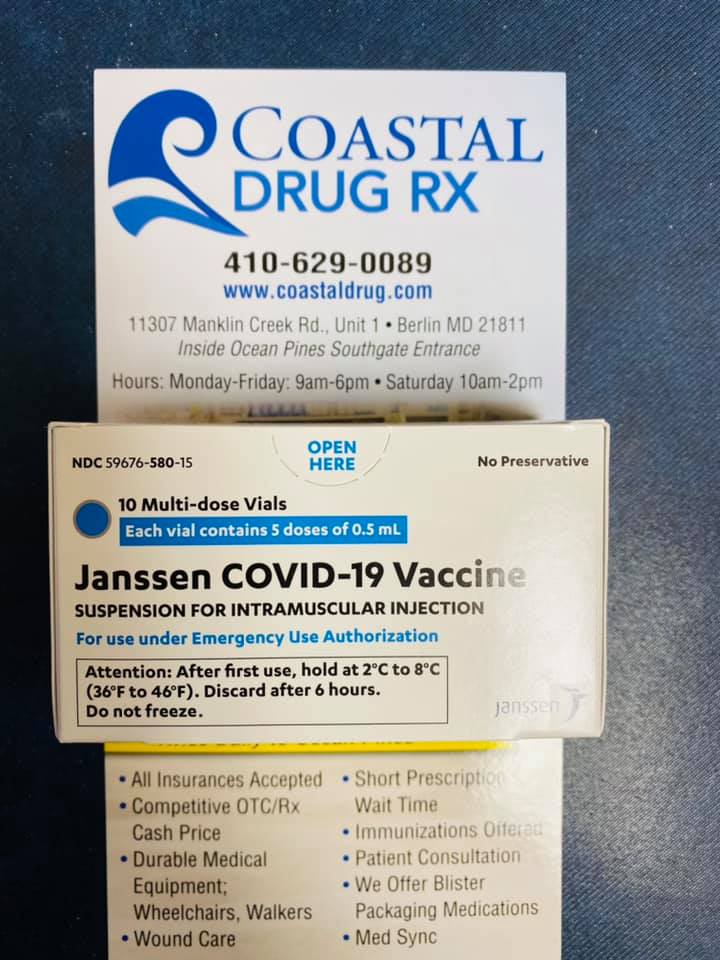 COASTAL
DRUG RX
410-629-0089
www.coastaldrug.com
11307 Manklin Creek Rd., Unit 1 • Berlin MD 21811
Inside Ocean Pines Southgate Entrance
Hours: Monday-Friday: 9am-6pm • Saturday 10am-2pm
OPEN
HERE
NDC 59676-580-15
No Preservative
10 Multi-dose Vials
Each vial contains 5 doses of 0.5 mL
Janssen COVID-19 Vaccine
SUSPENSION FOR INTRAMUSCULAR INJECTION
For use under Emergency Use Authorization
Attention: After first use, hold at 2°C to 8°C
(36°F to 46°F). Discard after 6 hours.
Do not freeze.
janssen
• All Insurances Accepted
• Competitive OTC/Rx
Cash Price
• Durable Medical
Equipment;
Wheelchairs, Walkers
• Wound Care
• Short Prescription
Wait Time
• Immunizations Offered
• Patient Consultation
• We Offer Blister
Packaging Medications
• Med Sync